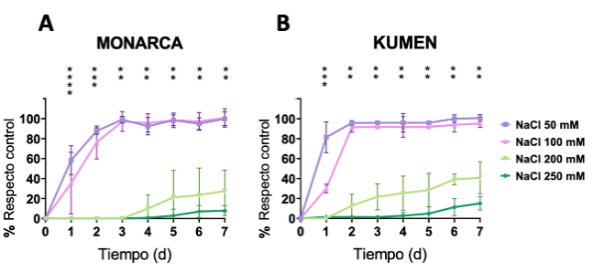 A
MONARCA
B
KUMEN
* * * * * * * * * * * * * * * * * *
* * * * * * * * * * * * * * *
% Respecto control
100
80
60
40
20
0
0 1 2 3 4 5 6 7
Tiempo (d)
% Respecto control
100
80
60
40
20
0
0 1 2 3 4 5 6 7
Tiempo (d)
NaCl 50 mM
NaCl 100 mM
NaCl 200 mM
NaCl 250 mM